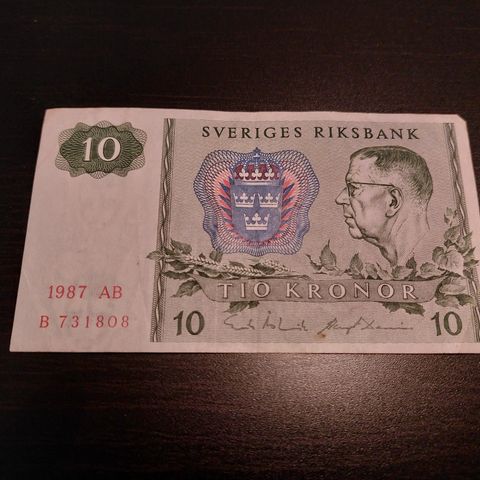 SVERIGES RIKSBANK
10
1987 AB
B 731808
TIO KRONOR
10
10